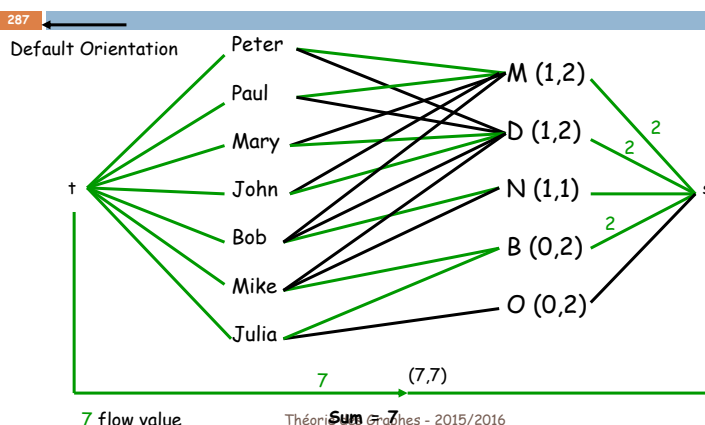 287
Default Orientation
Peter
Paul
Mary
John
Bob
Mike
Julia
t
M (1,2)
D (1,2)
N (1,1)
B (0,2)
O (0,2)
2
2
2
s
7
(7,7)
7 flow value
Sum = 7
Théorie des Graphes - 2015/2016